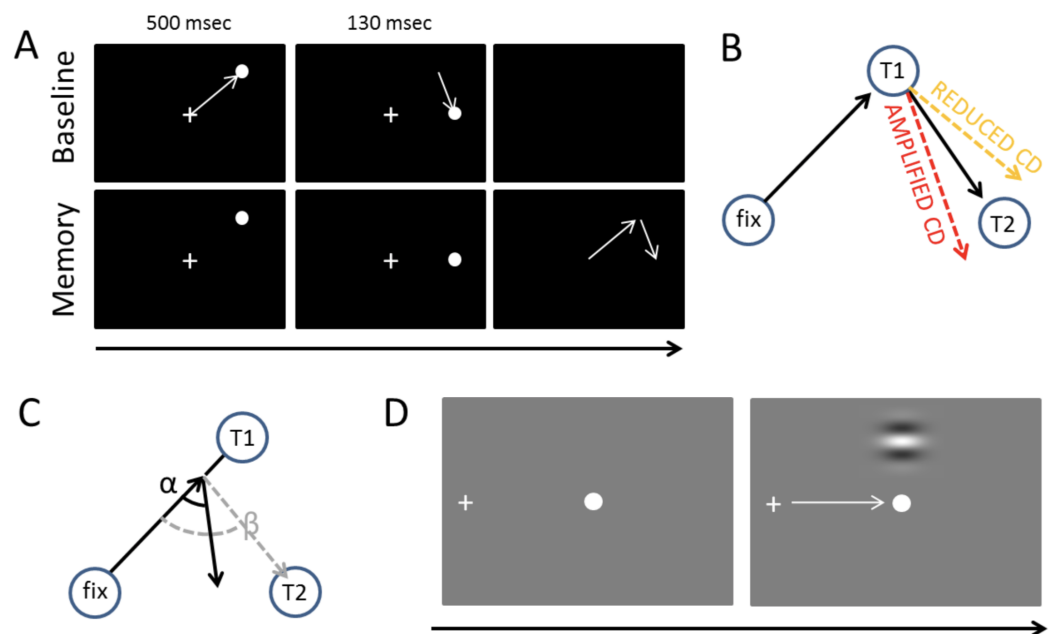 A
500 msec
130 msec
Baseline
Memory
B
T1
REDUCED CD
AMPLIFIED CD
fix
T2
C
T1
α
β
fix
T2
D